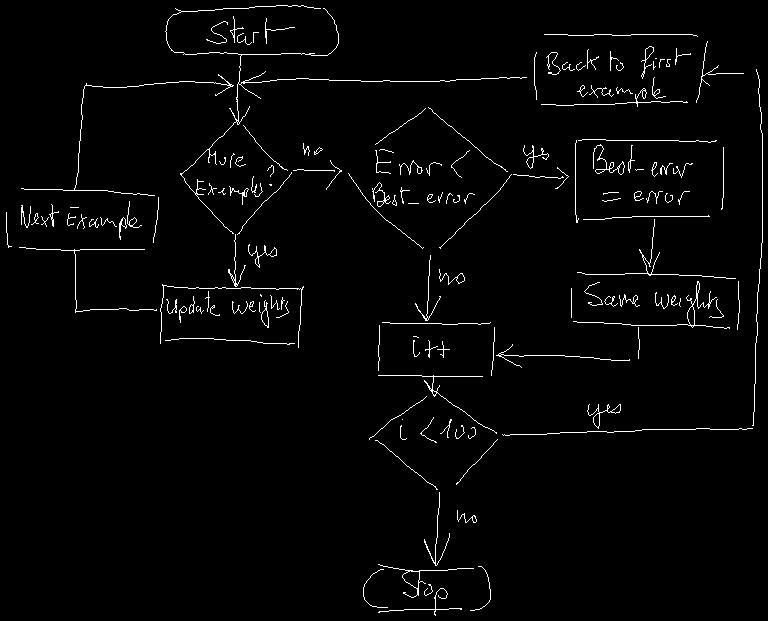 Start
Back to first
example
More
Examples?
no
Error <
Best_error
yes
Best_error
= error
Next Example
yes
Update weights
no
Same weights
i++
i < 100
yes
no
Stop